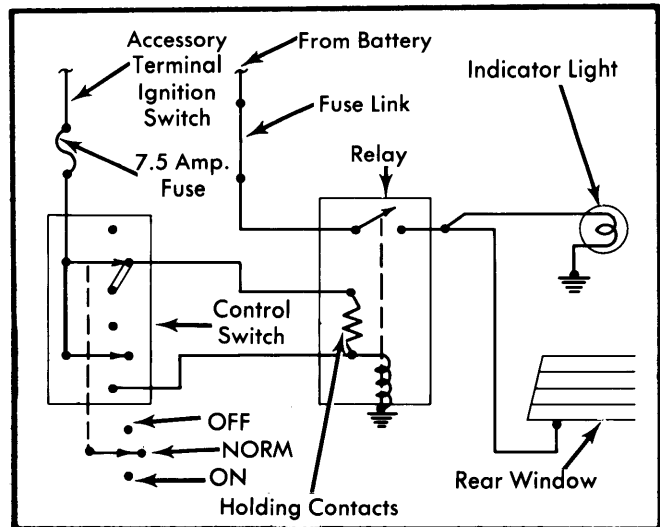 Accessory
Terminal
Ignition
Switch
From Battery
Indicator Light
Fuse Link
7.5 Amp.
Fuse
Relay
Control
Switch
OFF
NORM
ON
Holding Contacts
Rear Window